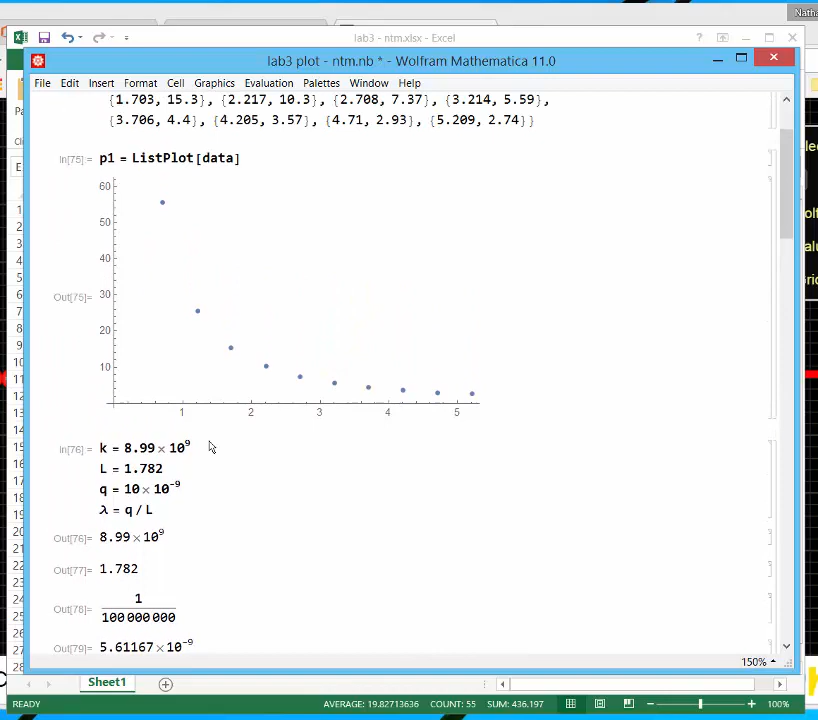 Nath
lab3 - ntm.xlsx - Excel
lab3 plot - ntm.nb * - Wolfram Mathematica 11.0
File Edit Insert Format Cell Graphics Evaluation Palettes Window Help
{1.703, 15.3}, {2.217, 10.3}, {2.708, 7.37}, {3.214, 5.59},
{3.706, 4.4}, {4.205, 3.57}, {4.71, 2.93}, {5.209, 2.74}}
In[75]= p1 = ListPlot[data]
60
50
40
30
Out[75]=
20
10
1 2 3 4 5
In[76]= k = 8.99×10^9
L = 1.782
q = 10×10^-9
λ = q / L
Out[76]= 8.99×10^9
Out[77]= 1.782
Out[78]= 1
100 000 000
Out[79]= 5.61167×10^-9
150%
Sheet1
READY AVERAGE: 19.82713636 COUNT: 55 SUM: 436.197 100%